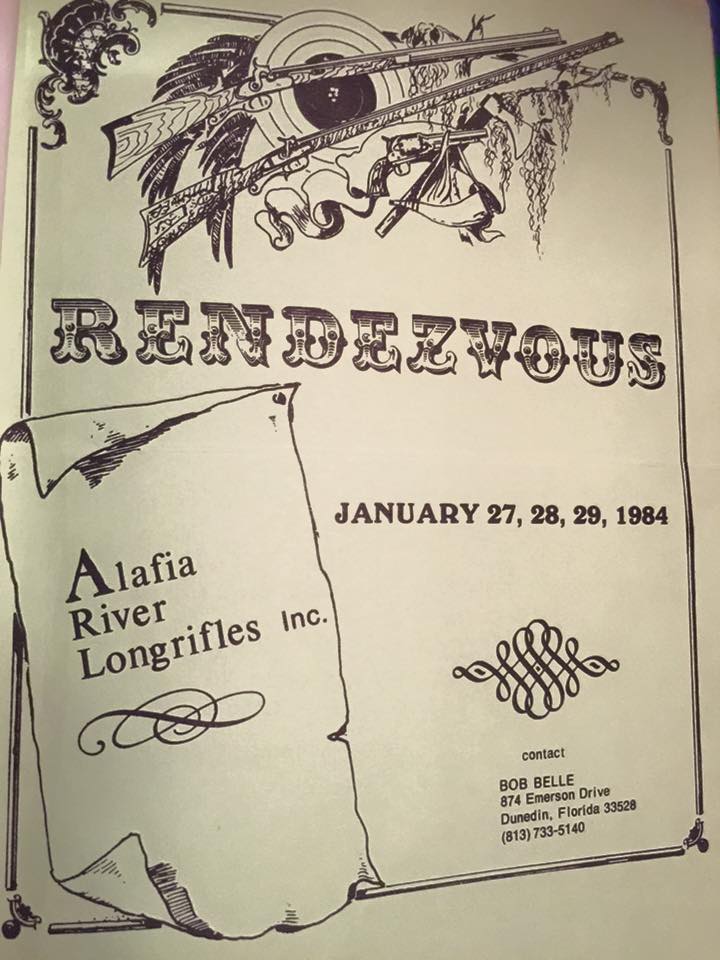 RENDEZVOUS
JANUARY 27, 28, 29, 1984
Alafia
River
Longrifles Inc.
contact
BOB BELLE
874 Emerson Drive
Dunedin, Florida 33528
(813) 733-5140